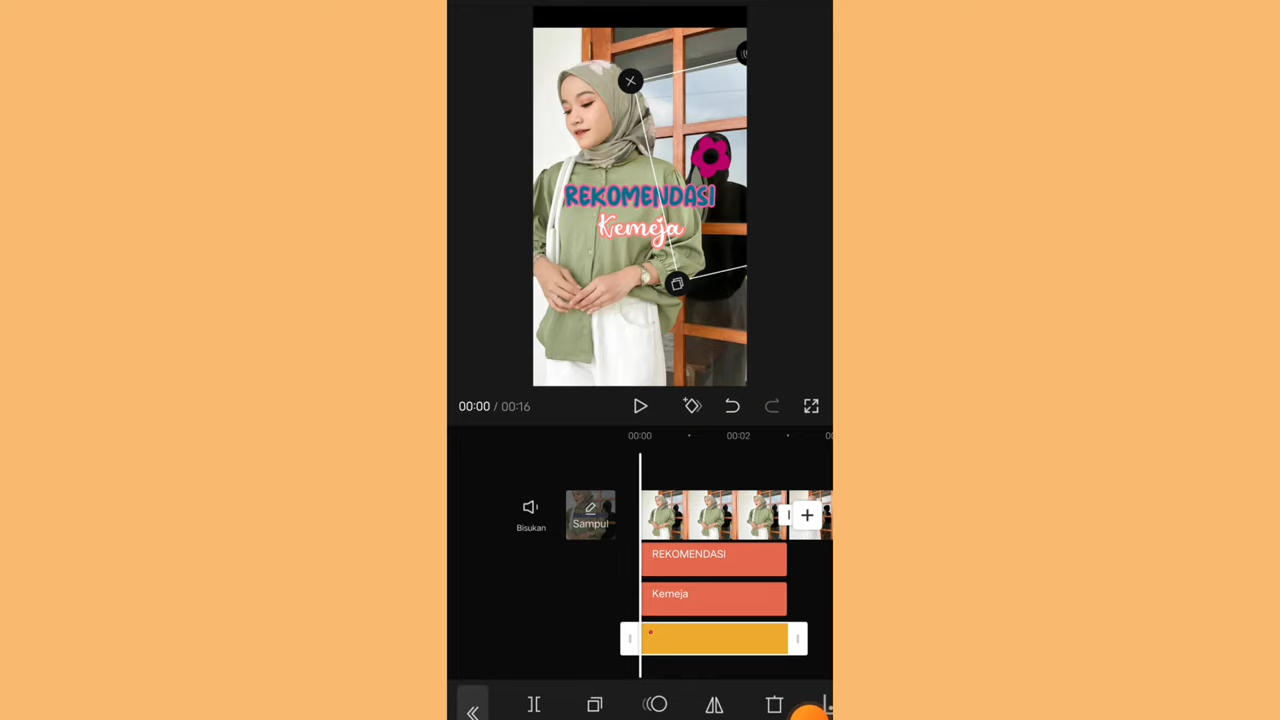 REKOMENDASI
Kemeja
00:00 / 00:16
00:00
00:02
Bisukan
Sampul
REKOMENDASI
Kemeja